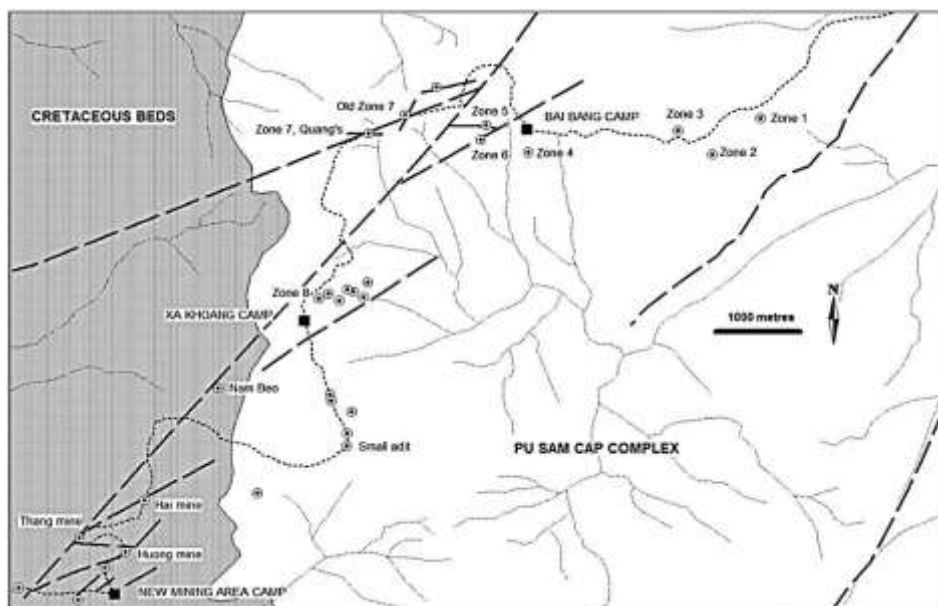 CRETACEOUS BEDS
Old Zone 7
Zone 7, Quang's
Zone 5
BAI BANG CAMP
Zone 3
Zone 1
Zona 6
Zone 4
Zone 2
Zone 8
XA KHOANG CAMP
N
1000 metres
Nam Beo
Small adit
PU SAM CAP COMPLEX
Hai mine
Thang mine
Huong mine
NEW MINING AREA CAMP